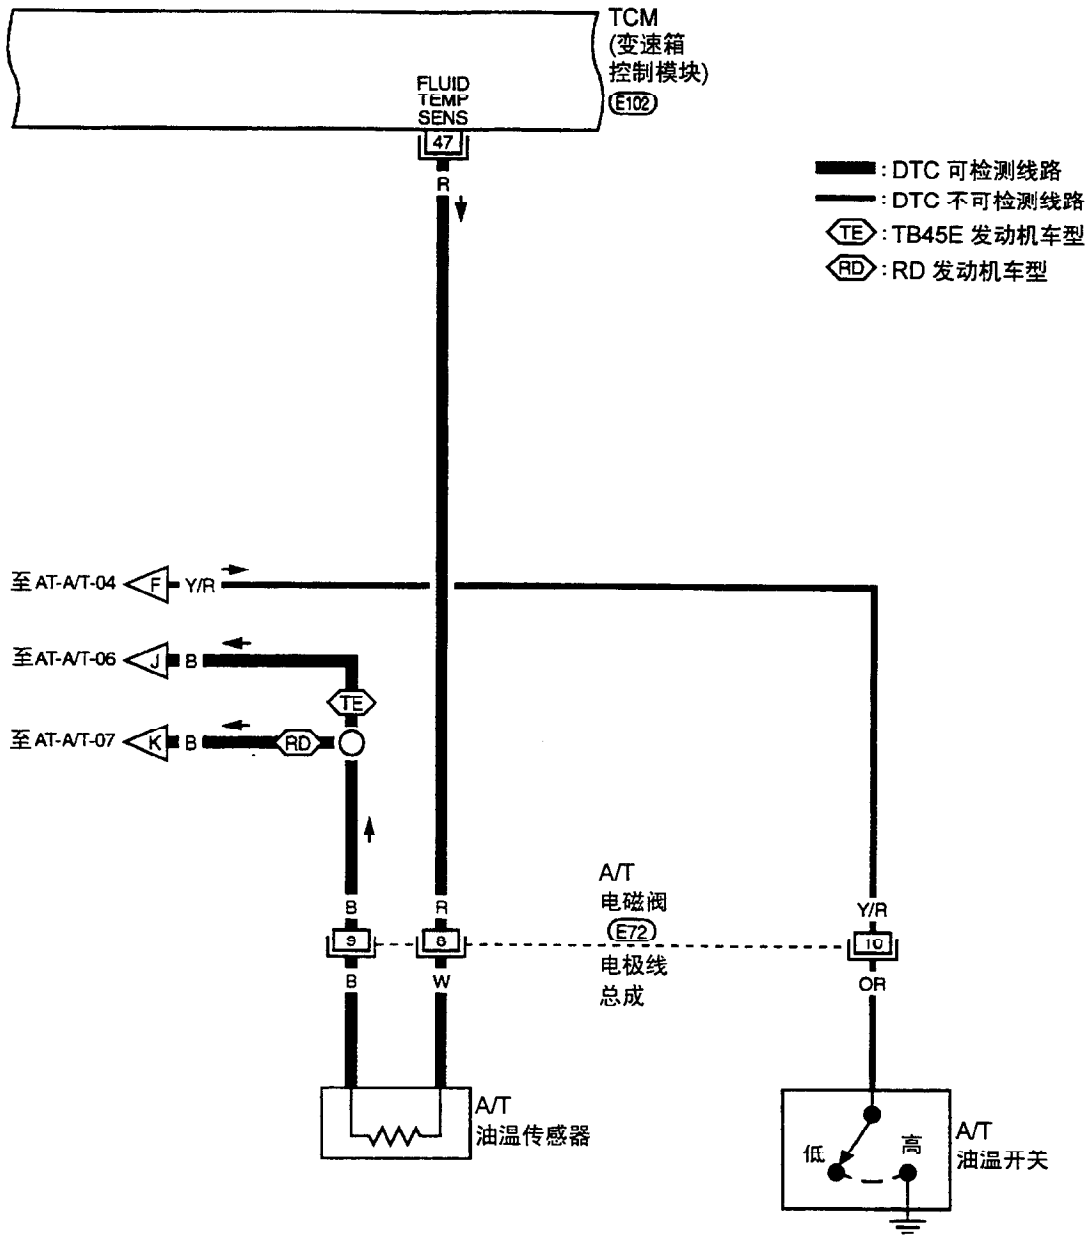 TCM
(变速箱
控制模块)
E102
FLUID
TEMP
SENS
47
R
: DTC 可检测线路
: DTC 不可检测线路
TE : TB45E 发动机车型
RD : RD 发动机车型
至 AT-A/T-04 F Y/R
至 AT-A/T-06 J B
TE
至 AT-A/T-07 K B RD
A/T
电磁阀
E72
电极线
总成
B R Y/R
9 8 10
B W OR
A/T
油温传感器
低 高
A/T
油温开关